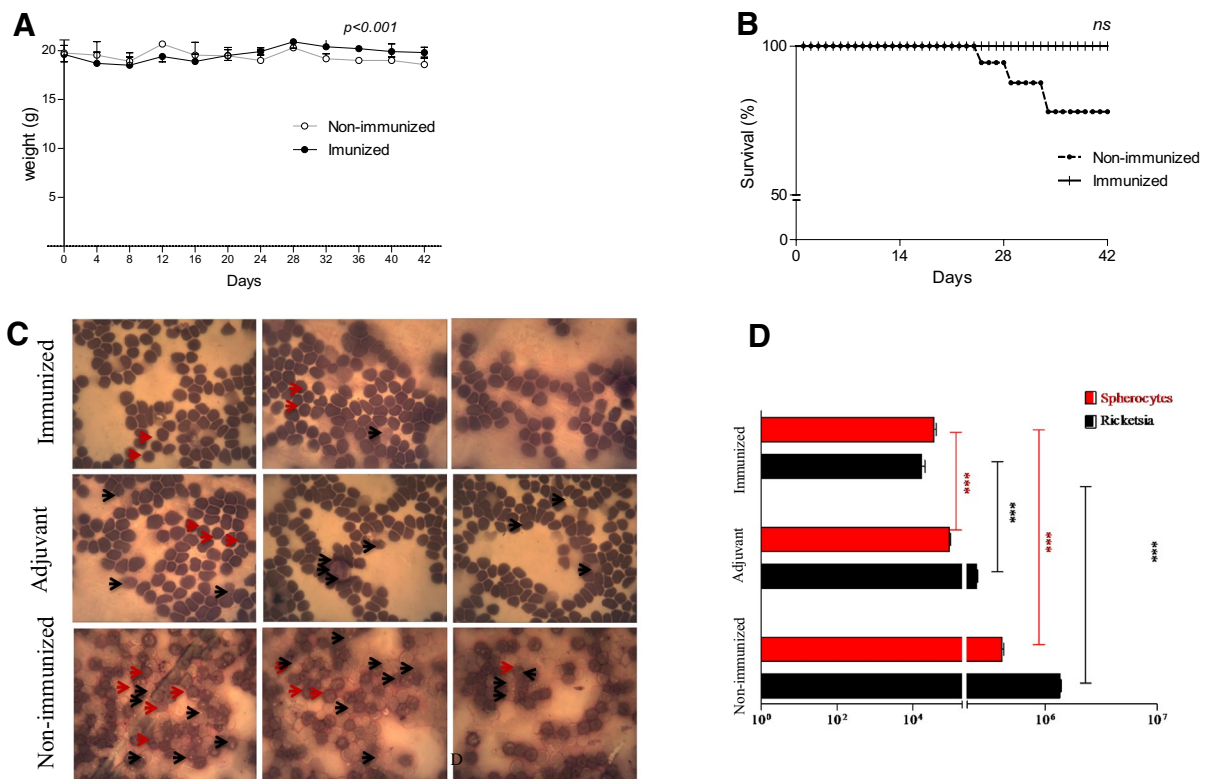 A
p<0.001
20
15
10
5
weight (g)
Non-immunized
Imunized
0 4 8 12 16 20 24 28 32 36 40 42
Days
B
ns
100
50
0
Survival (%)
Non-immunized
Immunized
0 14 28 42
Days
C
Immunized
Adjuvant
Non-immunized
D
D
Spherocytes
Ricketsia
Immunized
Adjuvant
Non-immunized
***
***
***
***
10⁰ 10² 10⁴ 10⁶ 10⁷